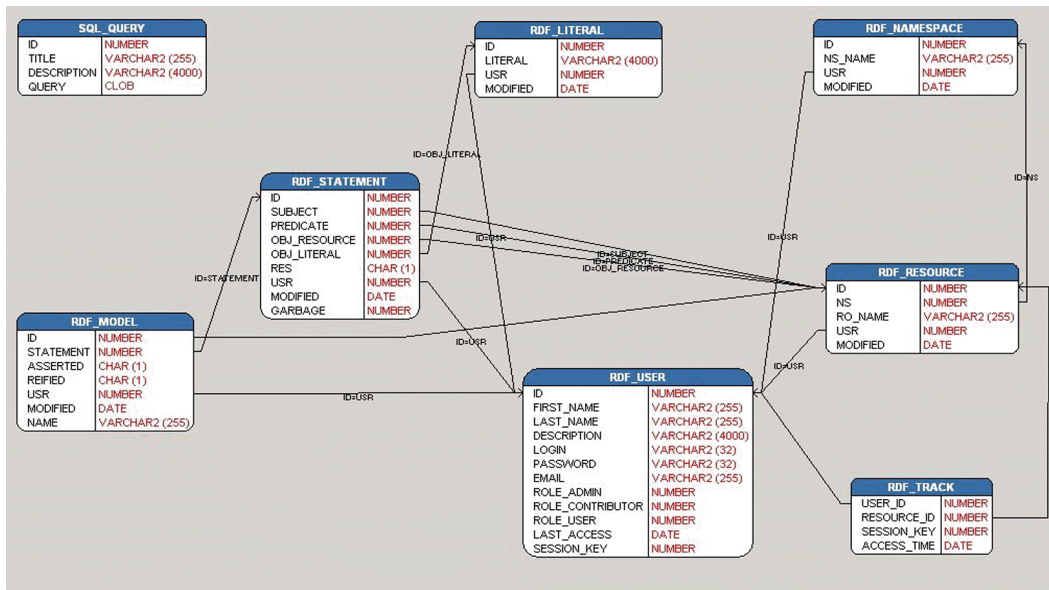 SQL_QUERY
ID NUMBER
TITLE VARCHAR2 (255)
DESCRIPTION VARCHAR2 (4000)
QUERY CLOB
RDF_LITERAL
ID NUMBER
LITERAL VARCHAR2 (4000)
USR NUMBER
MODIFIED DATE
RDF_NAMESPACE
ID NUMBER
NS_NAME VARCHAR2 (255)
USR NUMBER
MODIFIED DATE
ID=OBJ_LITERAL
ID=NS
RDF_STATEMENT
ID NUMBER
SUBJECT NUMBER
PREDICATE NUMBER
OBJ_RESOURCE NUMBER
OBJ_LITERAL NUMBER
RES CHAR (1)
USR NUMBER
MODIFIED DATE
GARBAGE NUMBER
ID=USR
ID=USR
ID=SUBJECT
ID=PREDICATE
ID=OBJ_RESOURCE
ID=STATEMENT
RDF_RESOURCE
ID NUMBER
NS NUMBER
RO_NAME VARCHAR2 (255)
USR NUMBER
MODIFIED DATE
RDF_MODEL
ID NUMBER
STATEMENT NUMBER
ASSERTED CHAR (1)
REIFIED CHAR (1)
USR NUMBER
MODIFIED DATE
NAME VARCHAR2 (255)
ID=USR
ID=USR
ID=USR
RDF_USER
ID NUMBER
FIRST_NAME VARCHAR2 (255)
LAST_NAME VARCHAR2 (255)
DESCRIPTION VARCHAR2 (4000)
LOGIN VARCHAR2 (32)
PASSWORD VARCHAR2 (32)
EMAIL VARCHAR2 (255)
ROLE_ADMIN NUMBER
ROLE_CONTRIBUTOR NUMBER
ROLE_USER NUMBER
LAST_ACCESS DATE
SESSION_KEY NUMBER
RDF_TRACK
USER_ID NUMBER
RESOURCE_ID NUMBER
SESSION_KEY NUMBER
ACCESS_TIME DATE